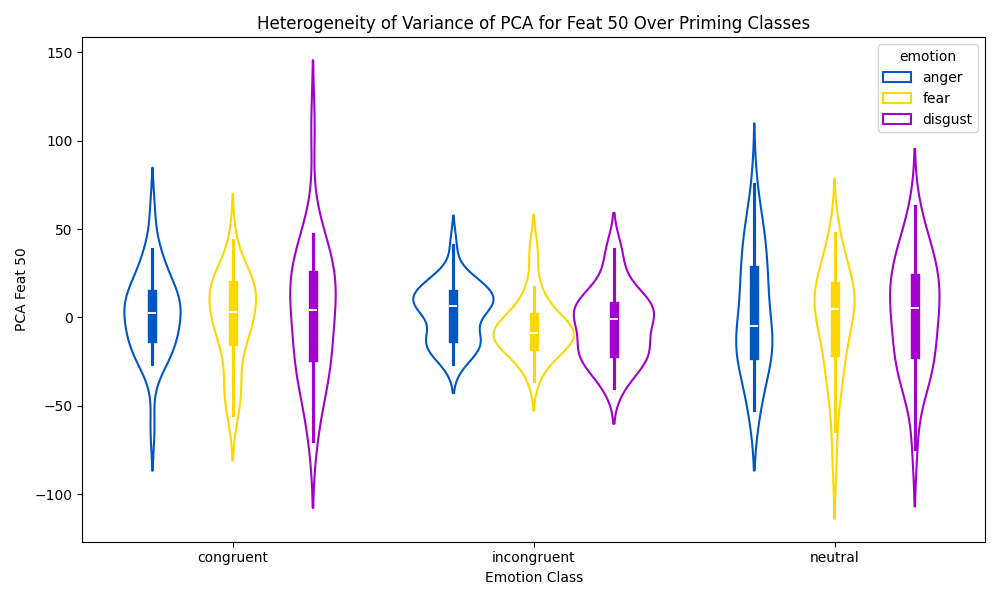 Heterogeneity of Variance of PCA for Feat 50 Over Priming Classes
emotion
anger
fear
disgust
PCA Feat 50
150
100
50
0
−50
−100
congruent
incongruent
neutral
Emotion Class